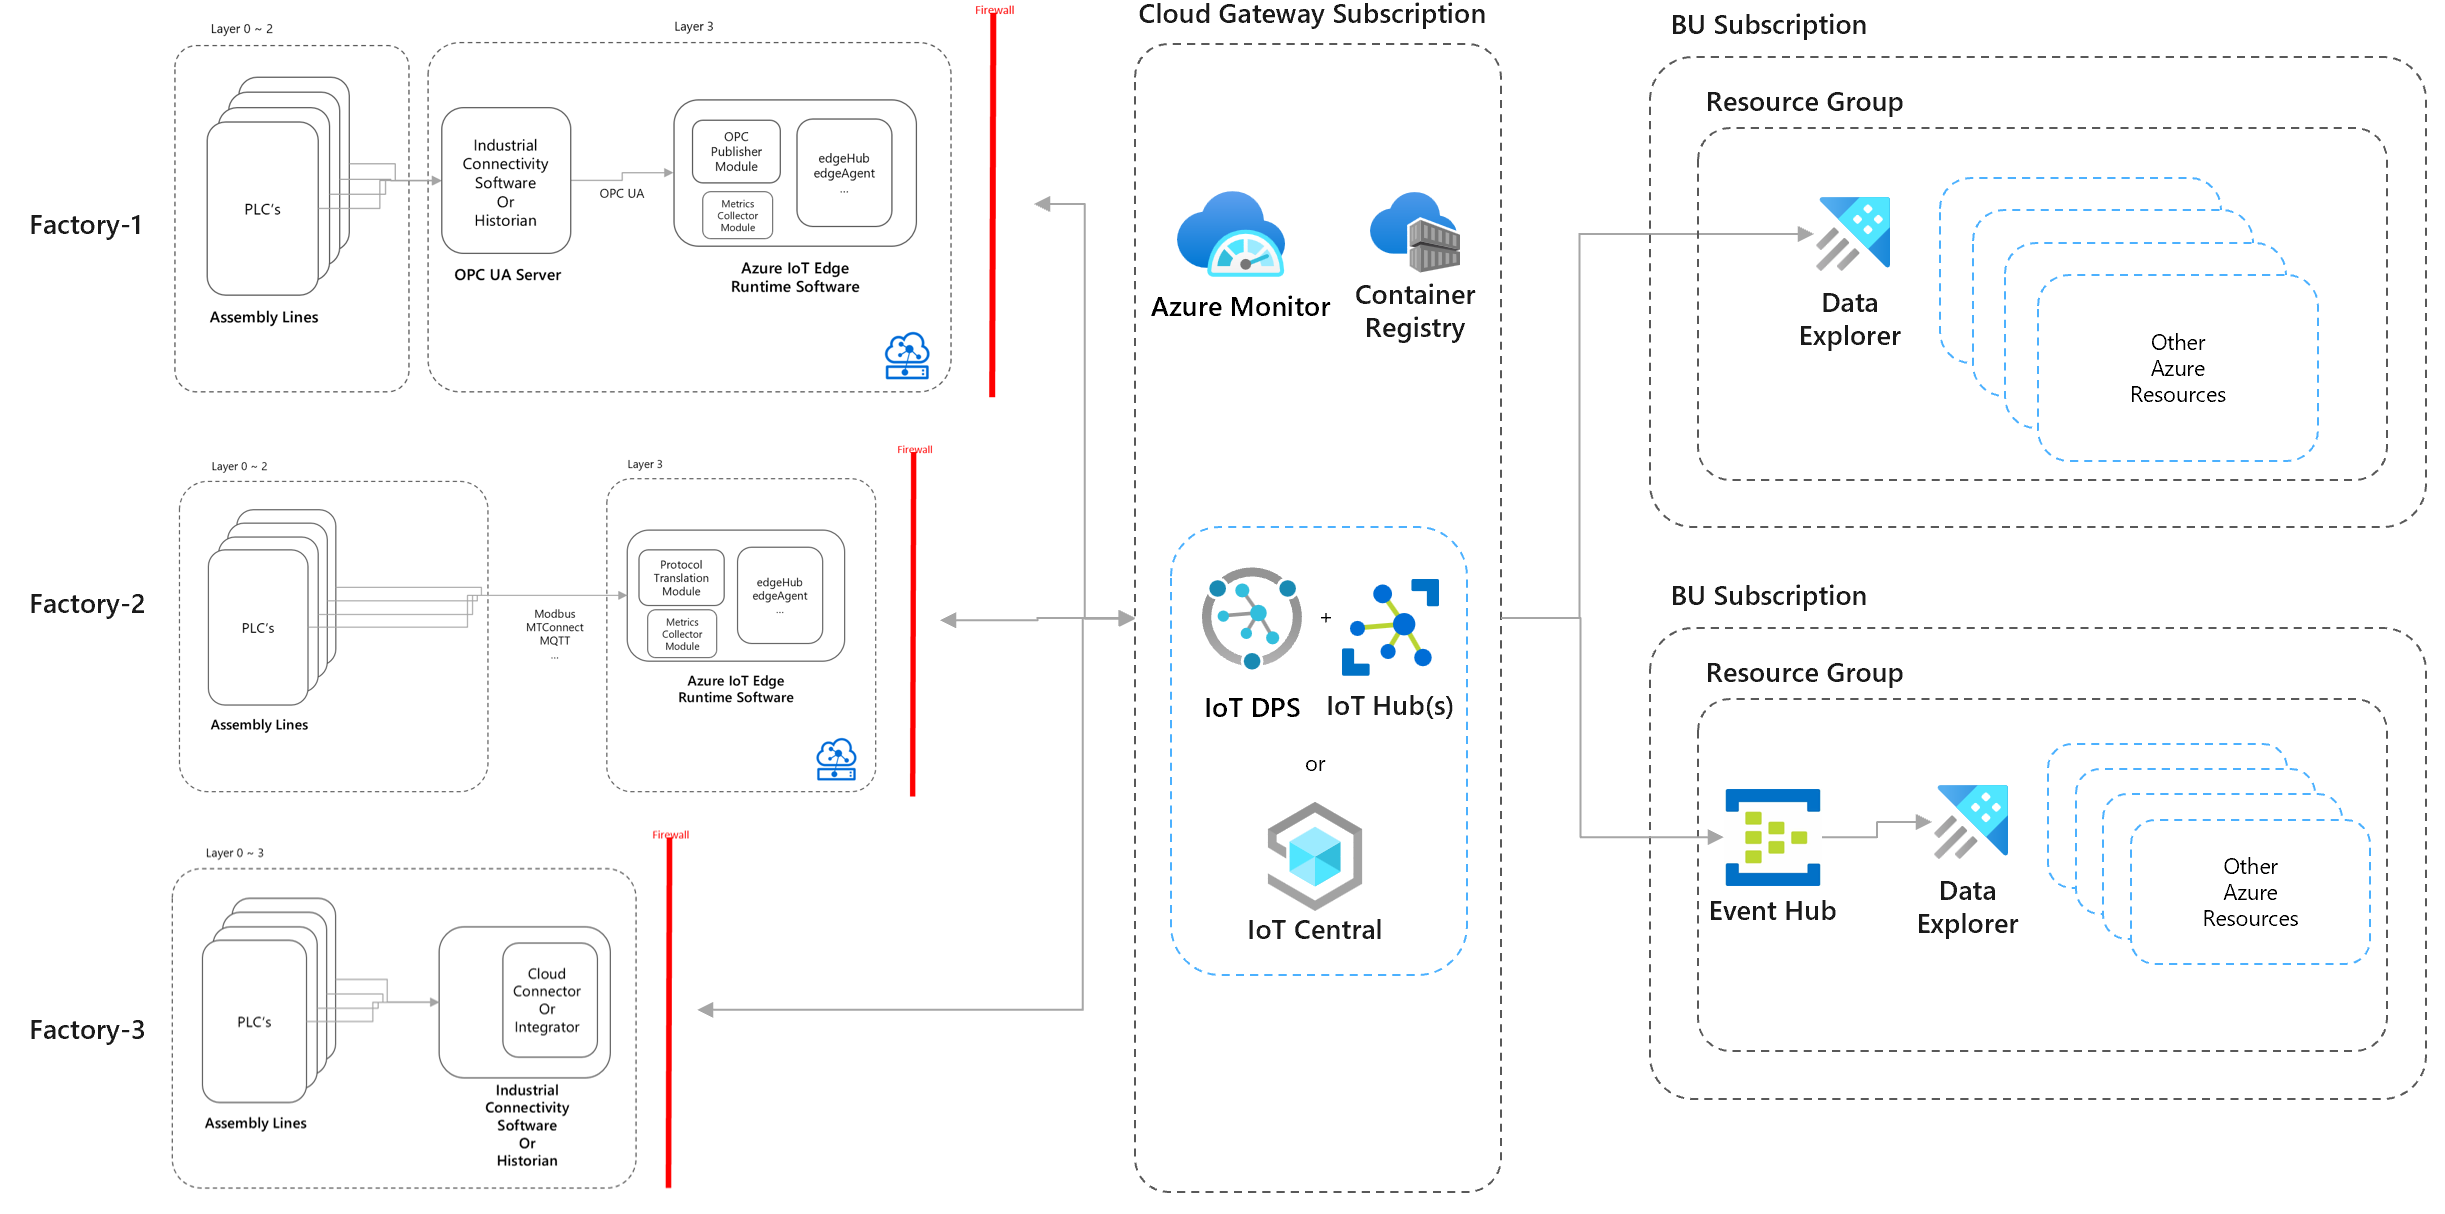 Factory-1
Layer 0 ~ 2
PLC's
Assembly Lines
Layer 3
Industrial
Connectivity
Software
Or
Historian
OPC UA Server
OPC UA
OPC
Publisher
Module
Metrics
Collector
Module
edgeHub
edgeAgent
...
Azure IoT Edge
Runtime Software
Firewall
Factory-2
Layer 0 ~ 2
PLC's
Assembly Lines
Modbus
MTConnect
MQTT
...
Layer 3
Protocol
Translation
Module
Metrics
Collector
Module
edgeHub
edgeAgent
...
Azure IoT Edge
Runtime Software
Firewall
Factory-3
Layer 0 ~ 3
PLC's
Assembly Lines
Cloud
Connector
Or
Integrator
Industrial
Connectivity
Software
Or
Historian
Firewall
Cloud Gateway Subscription
Azure Monitor
Container
Registry
+
IoT DPS
IoT Hub(s)
or
IoT Central
BU Subscription
Resource Group
Data
Explorer
Other
Azure
Resources
BU Subscription
Resource Group
Event Hub
Data
Explorer
Other
Azure
Resources